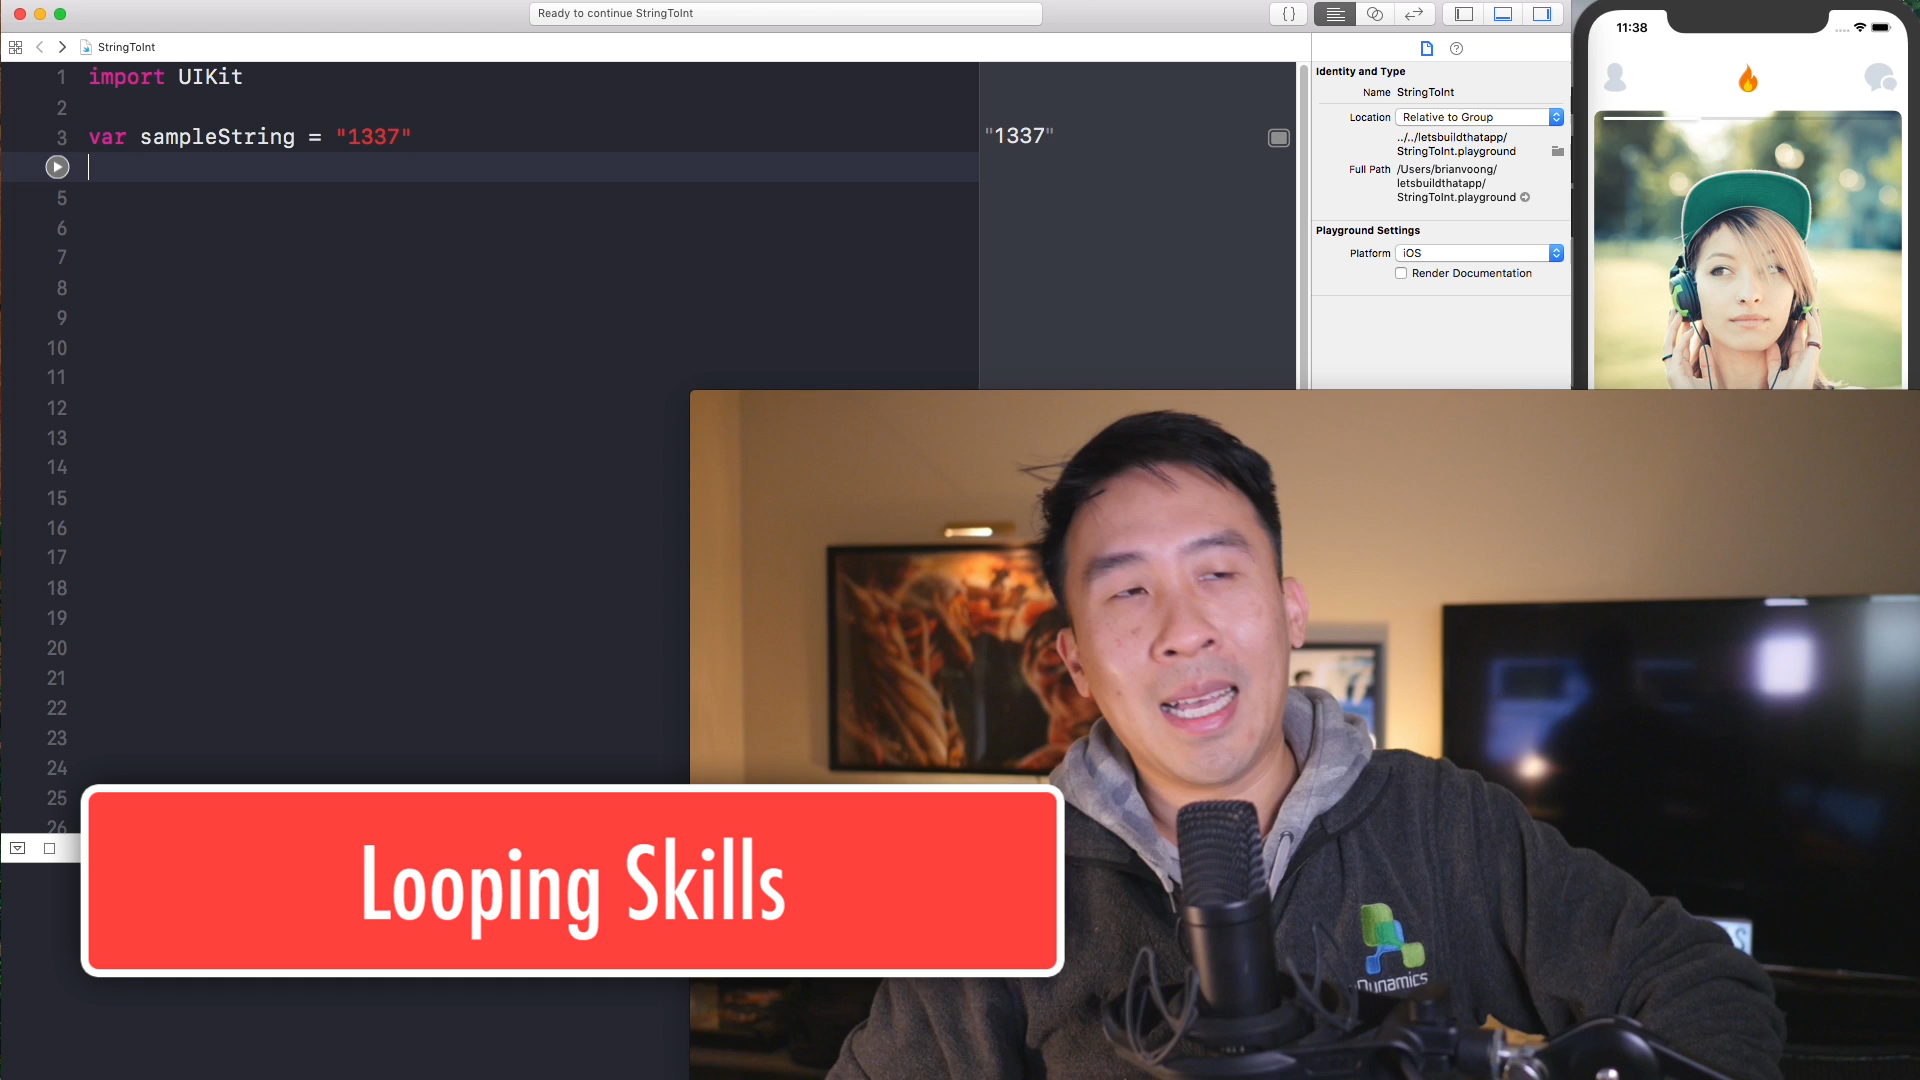 Ready to continue StringToInt
{ }
StringToInt
1 import UIKit
2
3 var sampleString = "1337"
5
6
7
8
9
10
11
12
13
14
15
16
17
18
19
20
21
22
23
24
25
26
"1337"
Identity and Type
Name StringToInt
Location Relative to Group
../../letsbuildthatapp/
StringToInt.playground
Full Path /Users/brianvoong/
letsbuildthatapp/
StringToInt.playground
Playground Settings
Platform iOS
Render Documentation
11:38
Looping Skills
Dynamics